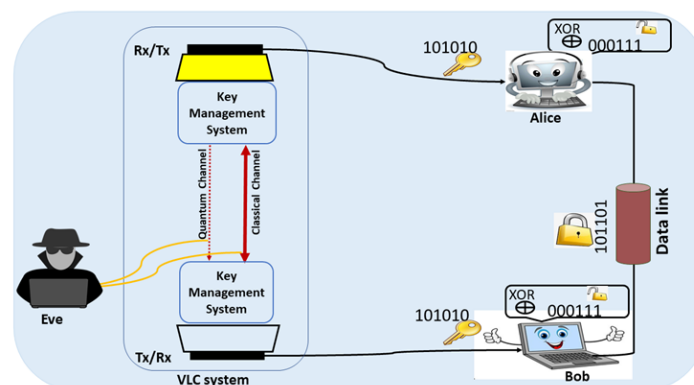 Rx/Tx
Key
Management
System
Quantum Channel
Classical Channel
Key
Management
System
Tx/Rx
VLC system
Eve
101010
XOR
000111
Alice
101101
Data link
101010
XOR
000111
Bob